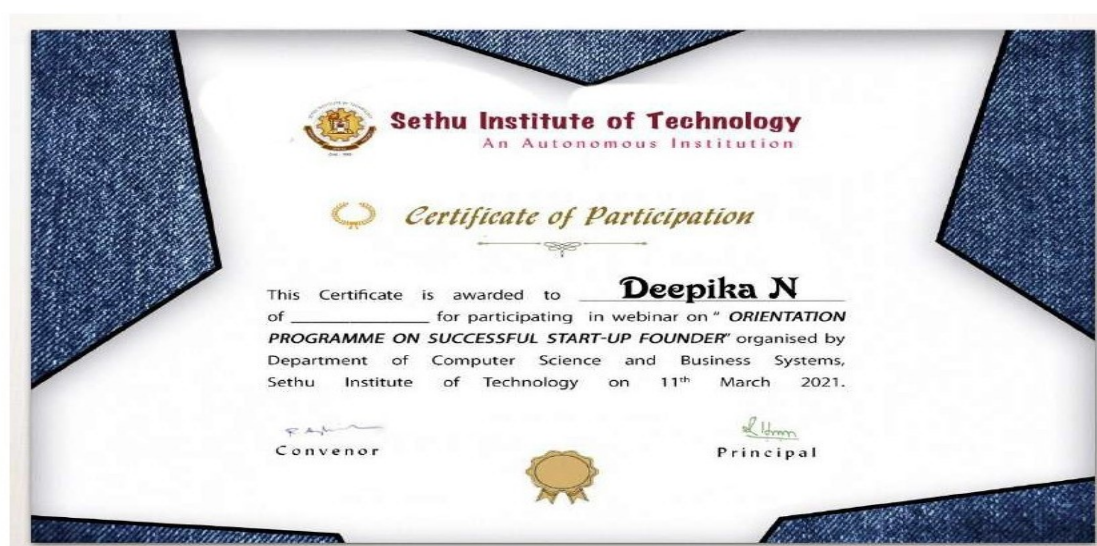 Sethu Institute of Technology
An Autonomous Institution
Certificate of Participation
This Certificate is awarded to Deepika N
of ______________ for participating in webinar on " ORIENTATION
PROGRAMME ON SUCCESSFUL START-UP FOUNDER" organised by
Department of Computer Science and Business Systems,
Sethu Institute of Technology on 11th March 2021.
Convenor
Principal